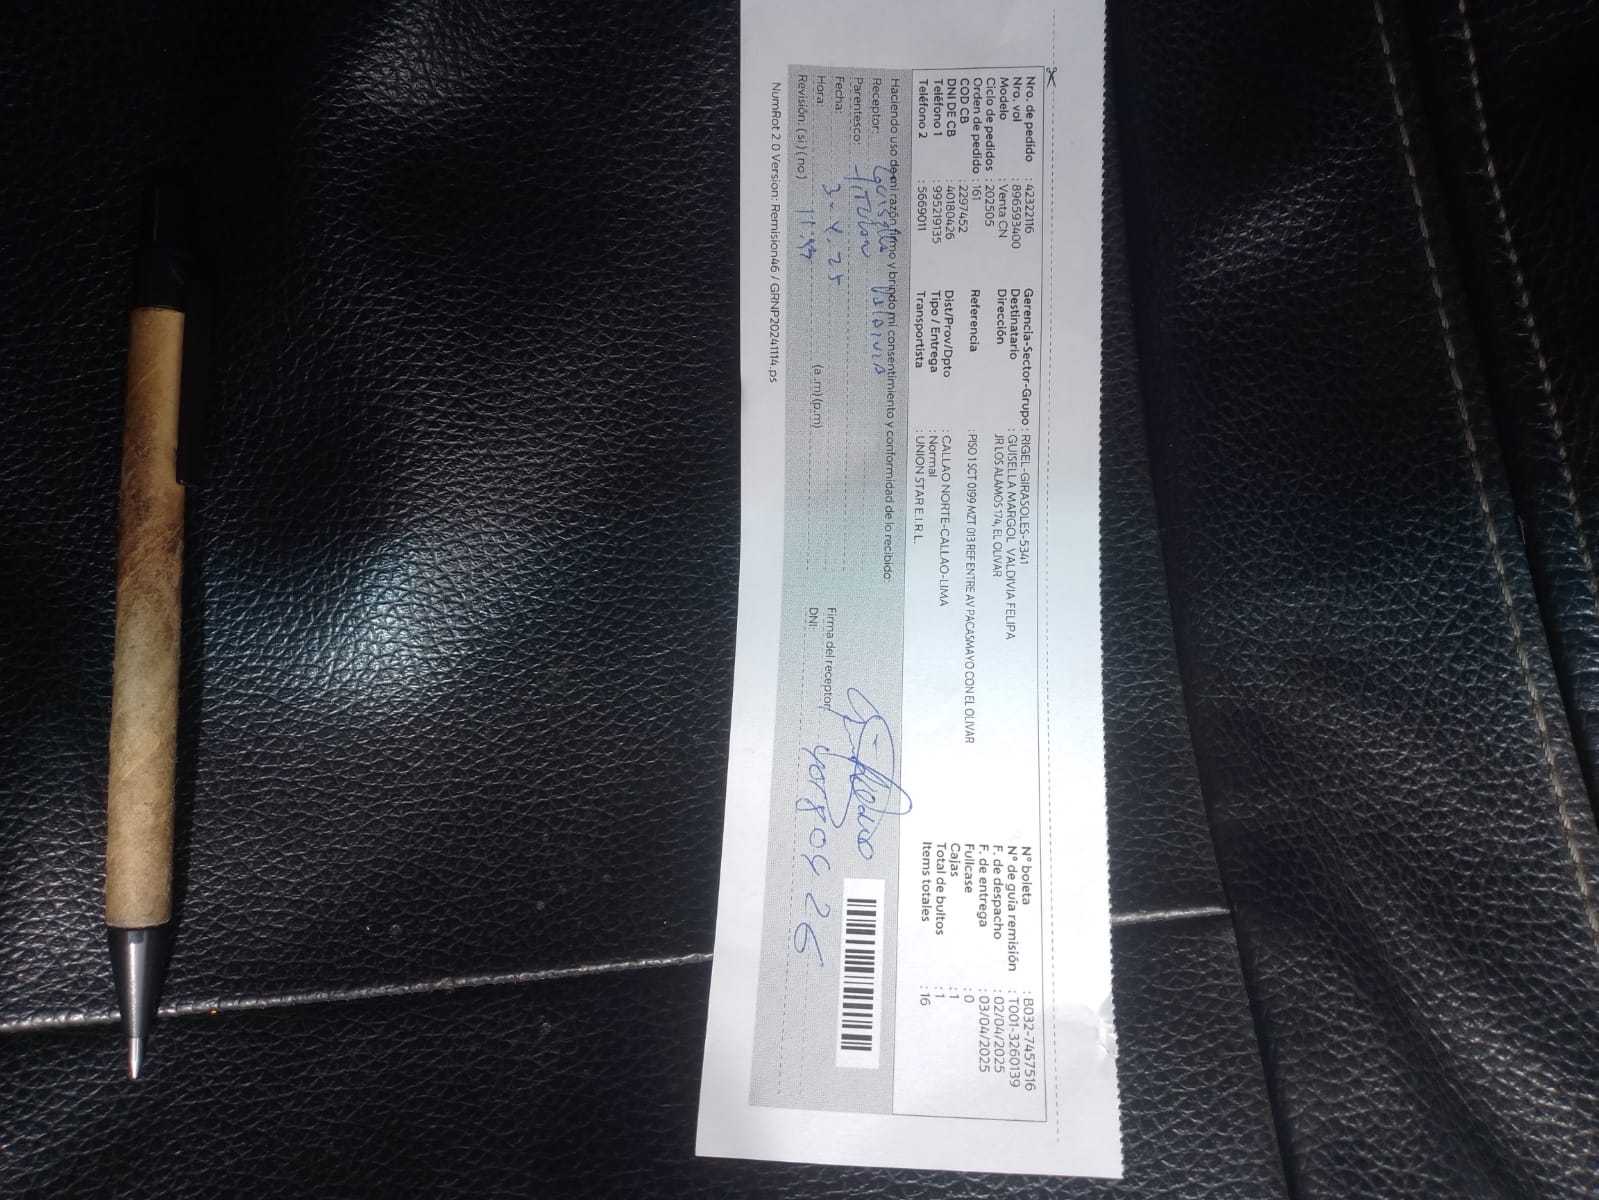 Nro. de pedido : 42322116 Gerencia-Sector-Grupo : RIGEL-GIRASOLES-5341 N° boleta : B032-7457516
Nro. vol : 896593400 Destinatario : GUISELLA MARGOL VALDIVIA FELIPA N° de guía remisión : T001-3260139
Modelo : Venta CN Dirección JR LOS ALAMOS 174, EL OLIVAR F. de despacho : 02/04/2025
Ciclo de pedidos : 202505 F. de entrega : 03/04/2025
Orden de pedido : 161 Referencia : PISO 1 SCT 0199 MZT 013 REF ENTRE AV PACASMAYO CON EL OLIVAR Fullcase : 0
COD CB : 2297452 Cajas : 1
DNI DE CB : 40180426 Dist/Prov/Dpto : CALLAO NORTE-CALLAO-LIMA Total de bultos : 1
Teléfono 1 : 995219135 Tipo / Entrega : Normal Items totales : 16
Teléfono 2 : 5669011 Transportista : UNION STAR E.I.R.L.
Haciendo uso de mi razón firmo y brindo mi consentimiento y conformidad de lo recibido:
Receptor: Guisella Valdivia
Parentesco: Titular
Fecha: 3-4-25 Firma del receptor:
Hora: 11:49 (a.m) (p.m) DNI: 40180426
Revisión: (si) (no)
NumRot 2 0 Version: Remision46 / GRNP20241114.ps